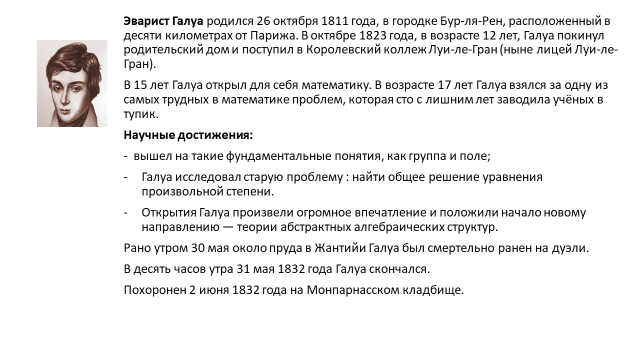 Эварист Галуа родился 26 октября 1811 года, в городке Бур-ля-Рен, расположенный в
десяти километрах от Парижа. В октябре 1823 года, в возрасте 12 лет, Галуа покинул
родительский дом и поступил в Королевский коллеж Луи-ле-Гран (ныне лицей Луи-ле-
Гран).
В 15 лет Галуа открыл для себя математику. В возрасте 17 лет Галуа взялся за одну из
самых трудных в математике проблем, которая сто с лишним лет заводила учёных в
тупик.
Научные достижения:
- вышел на такие фундаментальные понятия, как группа и поле;
- Галуа исследовал старую проблему : найти общее решение уравнения
произвольной степени.
- Открытия Галуа произвели огромное впечатление и положили начало новому
направлению — теории абстрактных алгебраических структур.
Рано утром 30 мая около пруда в Жантийи Галуа был смертельно ранен на дуэли.
В десять часов утра 31 мая 1832 года Галуа скончался.
Похоронен 2 июня 1832 года на Монпарнасском кладбище.